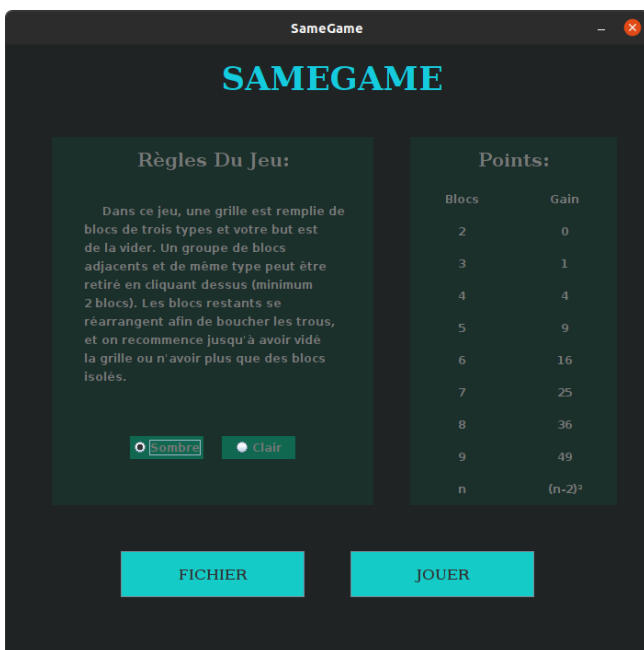 SameGame
SAMEGAME
Règles Du Jeu:
Dans ce jeu, une grille est remplie de
blocs de trois types et votre but est
de la vider. Un groupe de blocs
adjacents et de même type peut être
retiré en cliquant dessus (minimum
2 blocs). Les blocs restants se
réarrangent afin de boucher les trous,
et on recommence jusqu'à avoir vidé
la grille ou n'avoir plus que des blocs
isolés.
Sombre Clair
Points:
Blocs Gain
2 0
3 1
4 4
5 9
6 16
7 25
8 36
9 49
n (n-2)²
FICHIER JOUER